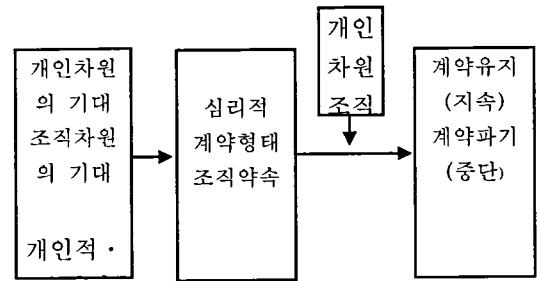 개인차원
의 기대
조직차원
의 기대
개인적 ·
심리적
계약형태
조직약속
개인
차원
조직
계약유지
(지속)
계약파기
(중단)